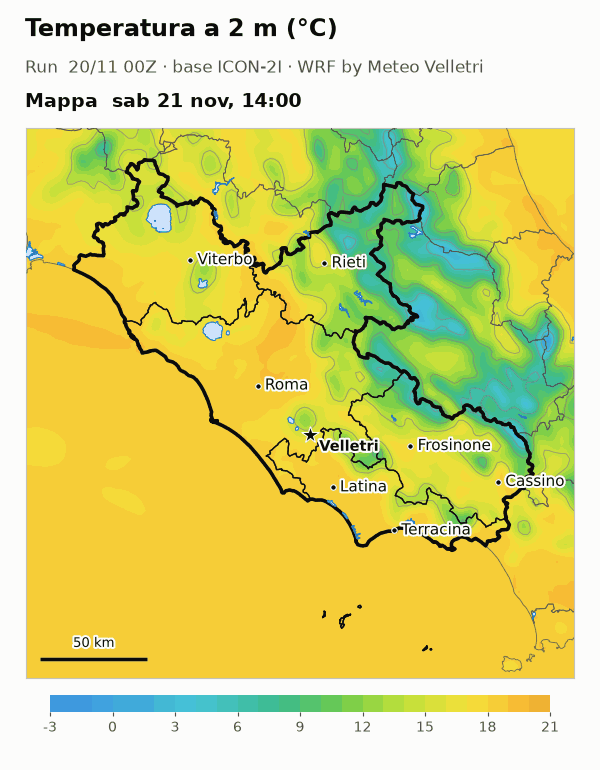 Temperatura a 2 m (°C)
Run  20/11 00Z · base ICON-2I · WRF by Meteo Velletri
Mappa  sab 21 nov, 14:00
Viterbo
Rieti
Roma
Velletri
Frosinone
Cassino
Latina
Terracina
50 km
-3 0 3 6 9 12 15 18 21